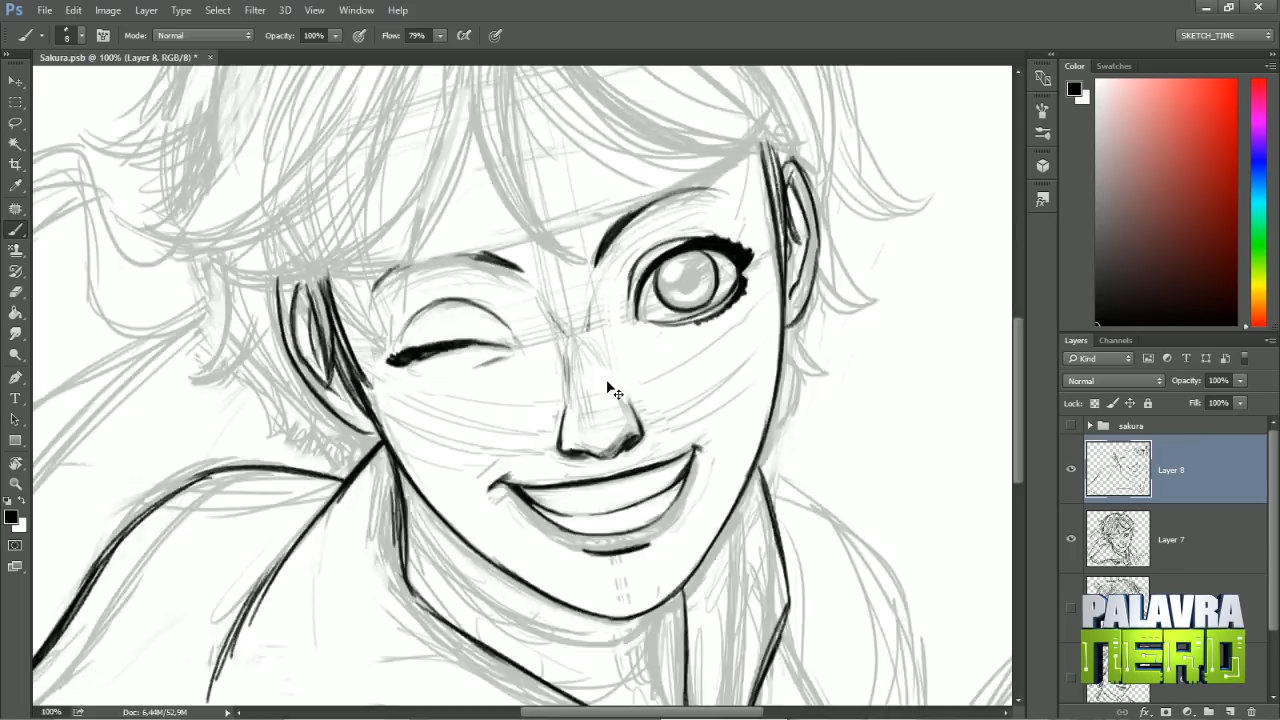 Ps File Edit Image Layer Type Select Filter 3D View Window Help
8 Mode: Normal Opacity: 100% Flow: 79% SKETCH_TIME
Sakura.psb @ 100% (Layer 8, RGB/8) * ×
Color Swatches
Layers Channels
Kind
Normal Opacity: 100%
Lock: Fill: 100%
sakura
Layer 8
Layer 7
PALAVRA
NERD
100% Doc: 6,44M/52,9M